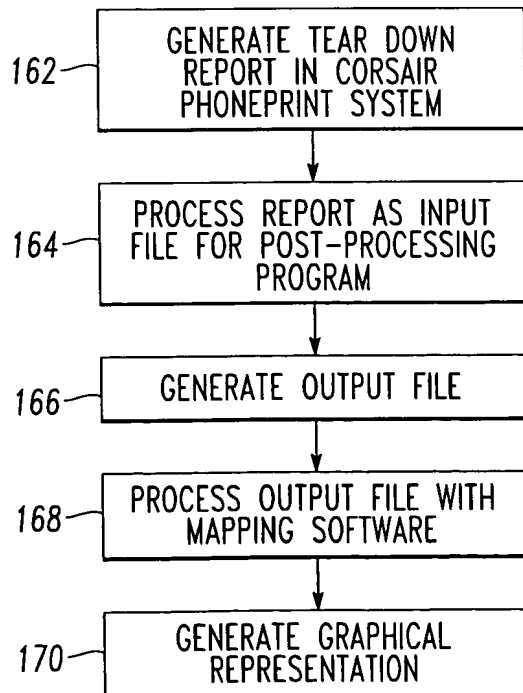 162
GENERATE TEAR DOWN
REPORT IN CORSAIR
PHONEPRINT SYSTEM
164
PROCESS REPORT AS INPUT
FILE FOR POST-PROCESSING
PROGRAM
166
GENERATE OUTPUT FILE
168
PROCESS OUTPUT FILE WITH
MAPPING SOFTWARE
170
GENERATE GRAPHICAL
REPRESENTATION